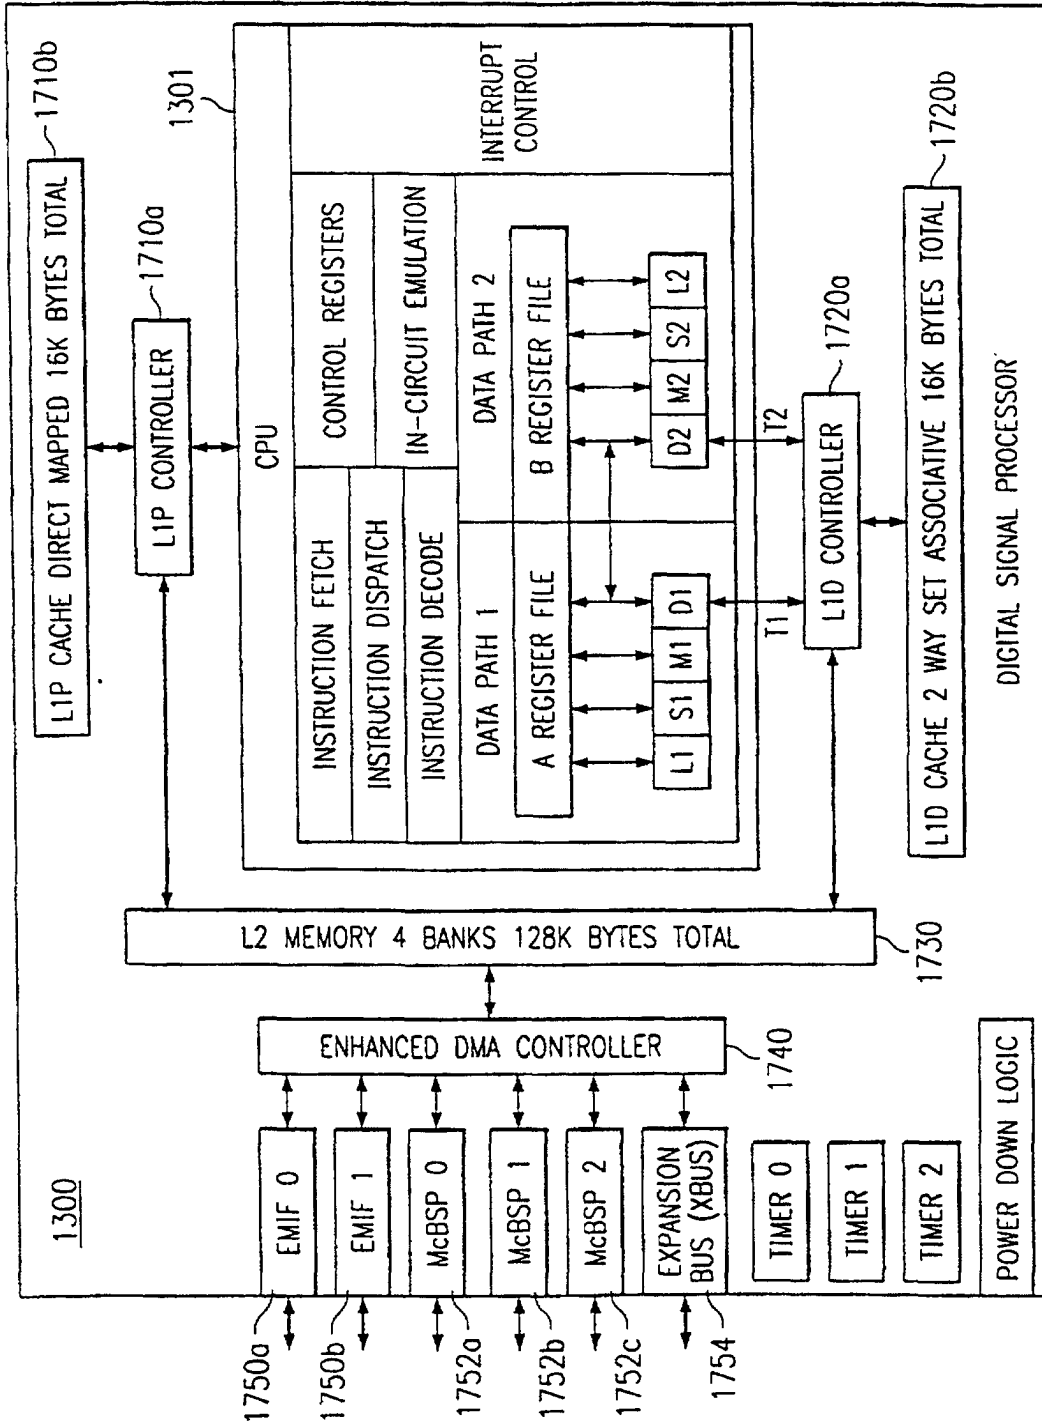 1300
1750a
EMIF 0
1750b
EMIF 1
1752a
McBSP 0
1752b
McBSP 1
1752c
McBSP 2
1754
EXPANSION
BUS (XBUS)
TIMER 0
TIMER 1
TIMER 2
POWER DOWN LOGIC
ENHANCED DMA CONTROLLER
1740
L2 MEMORY 4 BANKS 128K BYTES TOTAL
1730
L1P CACHE DIRECT MAPPED 16K BYTES TOTAL
1710b
L1P CONTROLLER
1710a
1301
CPU
INSTRUCTION FETCH
INSTRUCTION DISPATCH
INSTRUCTION DECODE
CONTROL REGISTERS
IN-CIRCUIT EMULATION
INTERRUPT
CONTROL
DATA PATH 1
DATA PATH 2
A REGISTER FILE
B REGISTER FILE
L1
S1
M1
D1
D2
M2
S2
L2
T1
T2
L1D CONTROLLER
1720a
L1D CACHE 2 WAY SET ASSOCIATIVE 16K BYTES TOTAL
1720b
DIGITAL SIGNAL PROCESSOR